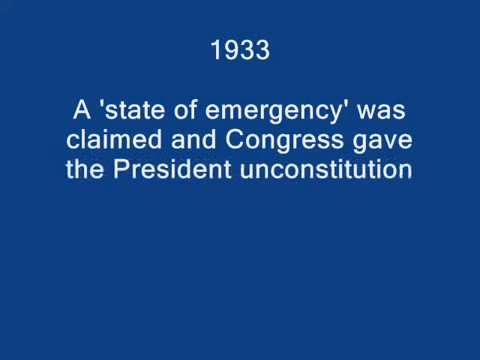 1933
A 'state of emergency' was
claimed and Congress gave
the President unconstitution